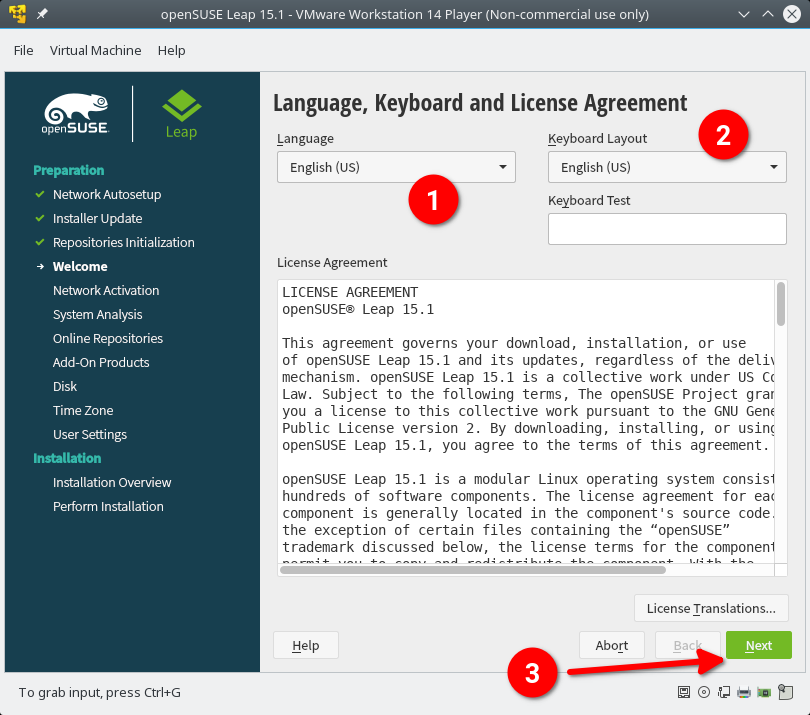 openSUSE Leap 15.1 - VMware Workstation 14 Player (Non-commercial use only)
File Virtual Machine Help
openSUSE
Leap
Preparation
Network Autosetup
Installer Update
Repositories Initialization
Welcome
Network Activation
System Analysis
Online Repositories
Add-On Products
Disk
Time Zone
User Settings
Installation
Installation Overview
Perform Installation
Language, Keyboard and License Agreement
Language
English (US)
1
Keyboard Layout
2
English (US)
Keyboard Test
License Agreement
LICENSE AGREEMENT
openSUSE® Leap 15.1
This agreement governs your download, installation, or use
of openSUSE Leap 15.1 and its updates, regardless of the deliv
mechanism. openSUSE Leap 15.1 is a collective work under US Co
Law. Subject to the following terms, The openSUSE Project gran
you a license to this collective work pursuant to the GNU Gene
Public License version 2. By downloading, installing, or using
openSUSE Leap 15.1, you agree to the terms of this agreement.
openSUSE Leap 15.1 is a modular Linux operating system consist
hundreds of software components. The license agreement for eac
component is generally located in the component's source code.
the exception of certain files containing the “openSUSE”
trademark discussed below, the license terms for the component
permit you to copy and redistribute the component. With the
License Translations...
Help Abort Back Next
3
To grab input, press Ctrl+G